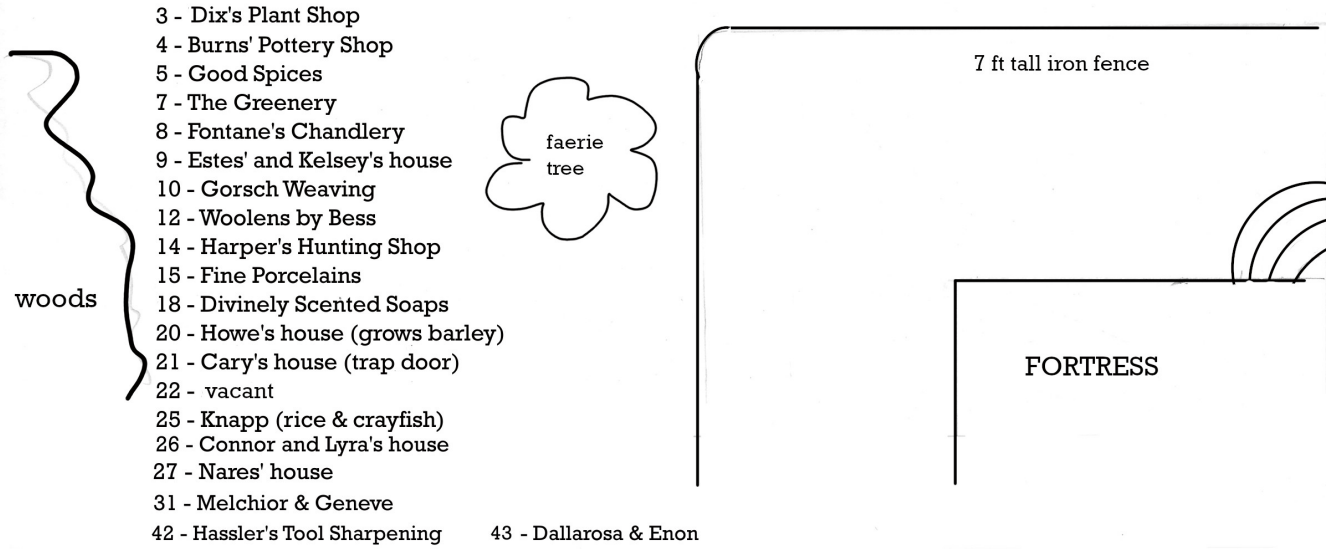 3 - Dix's Plant Shop
4 - Burns' Pottery Shop
5 - Good Spices
7 - The Greenery
8 - Fontane's Chandlery
9 - Estes' and Kelsey's house
10 - Gorsch Weaving
12 - Woolens by Bess
14 - Harper's Hunting Shop
15 - Fine Porcelains
18 - Divinely Scented Soaps
20 - Howe's house (grows barley)
21 - Cary's house (trap door)
22 - vacant
25 - Knapp (rice & crayfish)
26 - Connor and Lyra's house
27 - Nares' house
31 - Melchior & Geneve
42 - Hassler's Tool Sharpening
43 - Dallarosa & Enon
woods
faerie
tree
7 ft tall iron fence
FORTRESS